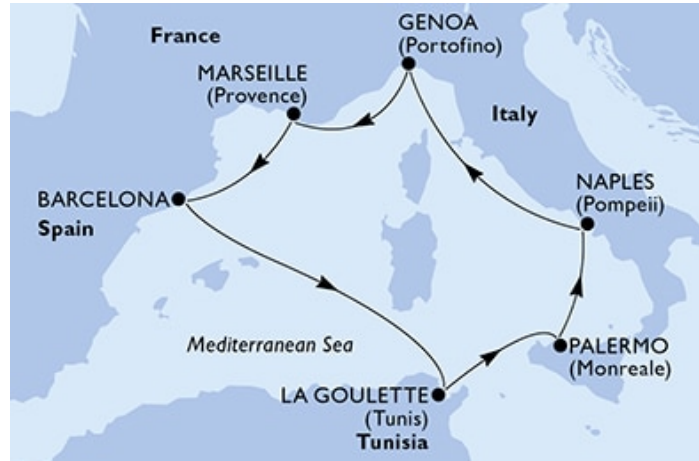 GENOA
(Portofino)
France
MARSEILLE
(Provence)
Italy
NAPLES
(Pompeii)
BARCELONA
Spain
Mediterranean Sea
PALERMO
(Monreale)
LA GOULETTE
(Tunis)
Tunisia